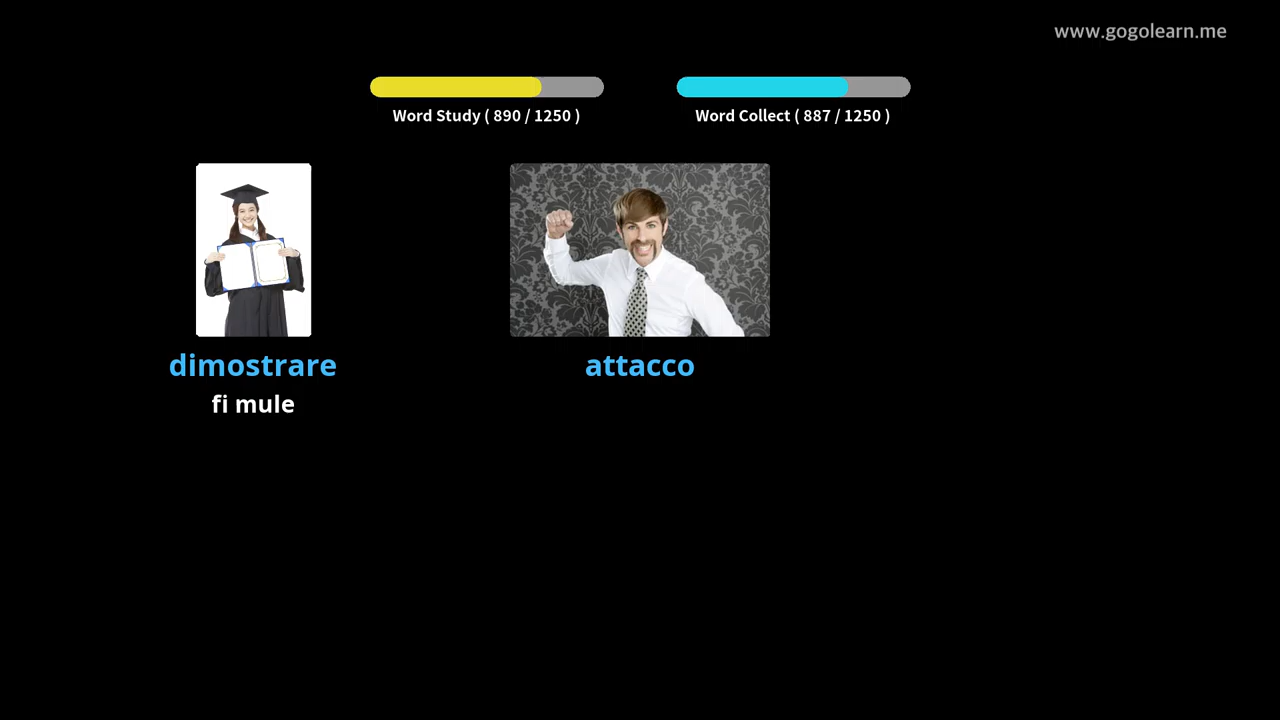 www.gogolearn.me
Word Study ( 890 / 1250 )
Word Collect ( 887 / 1250 )
dimostrare
attacco
fi mule